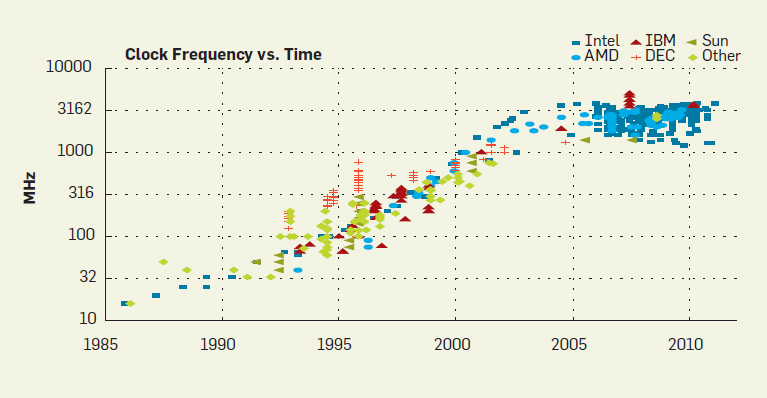 Clock Frequency vs. Time
Intel IBM Sun
AMD DEC Other
MHz
10000
3162
1000
316
100
32
10
1985 1990 1995 2000 2005 2010